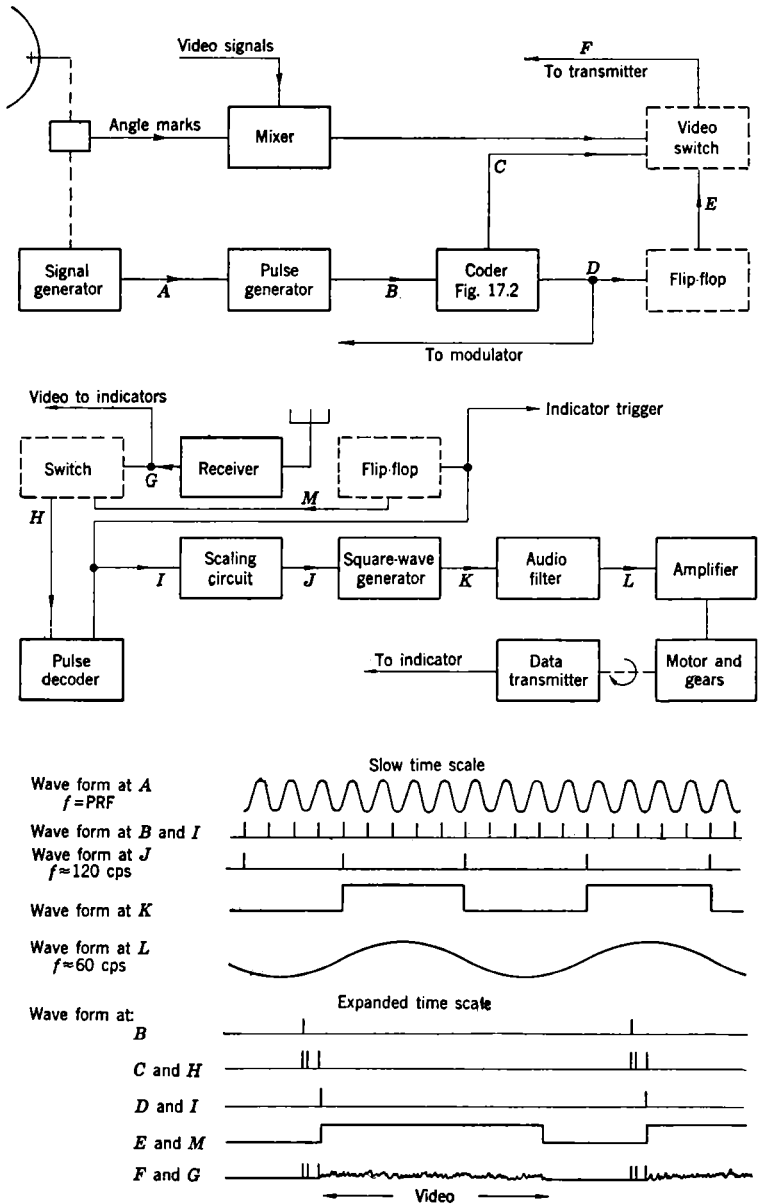 Video signals
F
To transmitter
Angle marks
Mixer
Video
switch
C
E
Signal
generator
A
Pulse
generator
B
Coder
Fig. 17.2
D
Flip-flop
To modulator
Video to indicators
Indicator trigger
Switch
G
Receiver
Flip-flop
H
M
I
Scaling
circuit
J
Square-wave
generator
K
Audio
filter
L
Amplifier
Pulse
decoder
To indicator
Data
transmitter
Motor and
gears
Slow time scale
Wave form at A
f=PRF
Wave form at B and I
Wave form at J
f≈120 cps
Wave form at K
Wave form at L
f≈60 cps
Expanded time scale
Wave form at:
B
C and H
D and I
E and M
F and G
Video